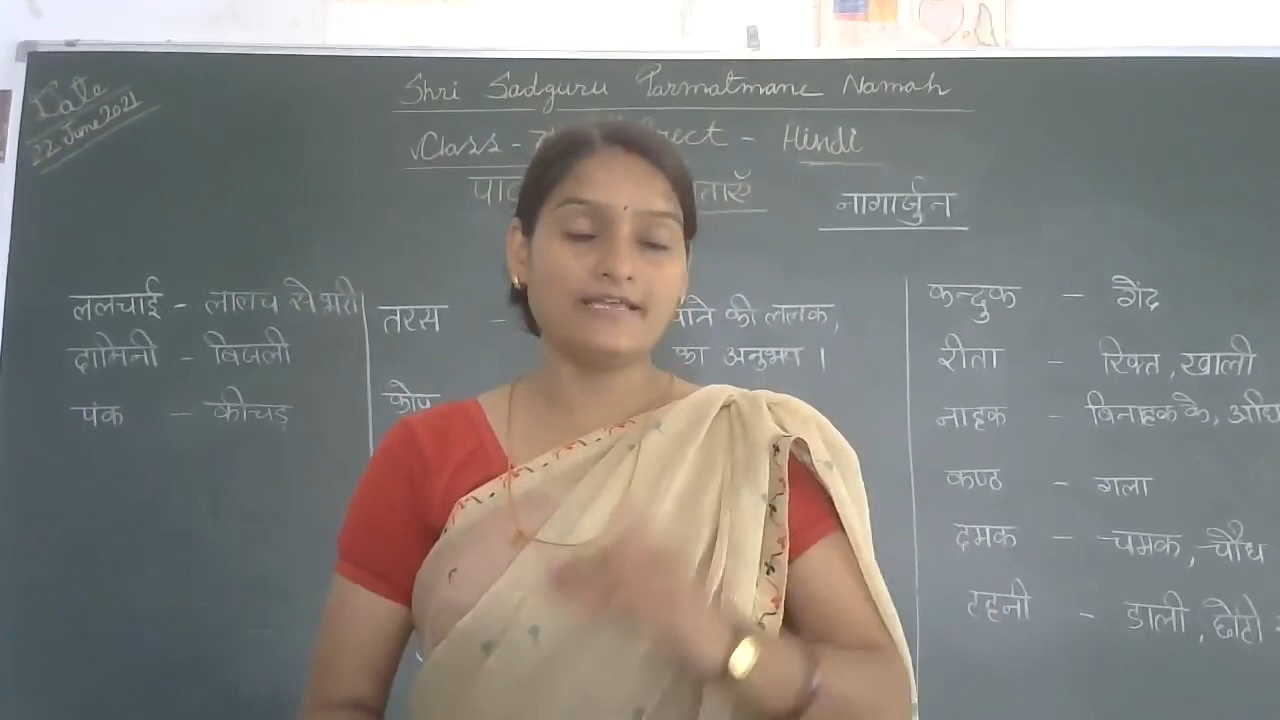 Date
22 June 2021
Shri Sadguru Parmatmane Namah
Class - Hindi
नागार्जुन
ललचाई - लालच से भरी
दामिनी - बिजली
पंक - कीचड़
तरस - पाने की ललक,
का अनुभव ।
कोप
कन्दुक - गेंद
रीता - रिक्त, खाली
नाहक - बिना हक के,
कण्ठ - गला
दमक - चमक, चौंध
टहनी - डाली, छोटी